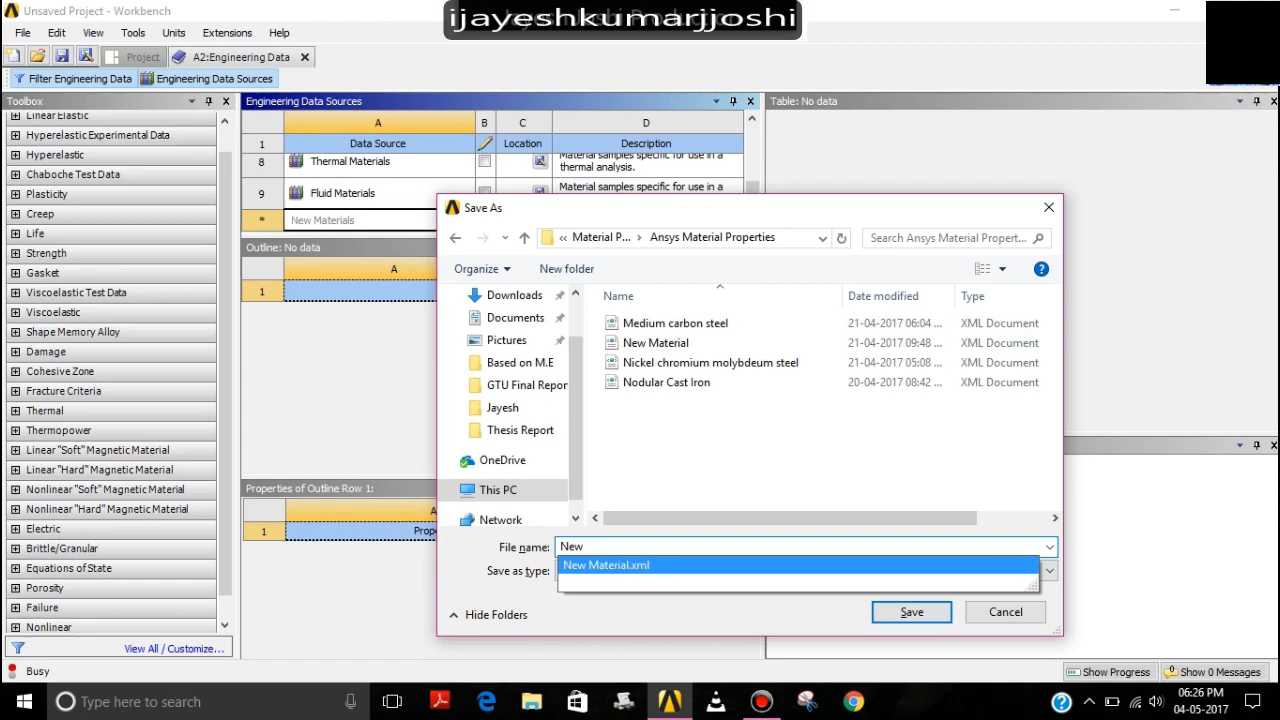 Unsaved Project - Workbench
ijayeshkumarjjoshi
File Edit View Tools Units Extensions Help
Project A2:Engineering Data
Filter Engineering Data Engineering Data Sources
Toolbox
Linear Elastic
Hyperelastic Experimental Data
Hyperelastic
Chaboche Test Data
Plasticity
Creep
Life
Strength
Gasket
Viscoelastic Test Data
Viscoelastic
Shape Memory Alloy
Damage
Cohesive Zone
Fracture Criteria
Thermal
Thermopower
Linear "Soft" Magnetic Material
Linear "Hard" Magnetic Material
Nonlinear "Soft" Magnetic Material
Nonlinear "Hard" Magnetic Material
Electric
Brittle/Granular
Equations of State
Porosity
Failure
Nonlinear
View All / Customize...
Engineering Data Sources
A B C D
1 Data Source Location Description
8 Thermal Materials Material samples specific for use in a
thermal analysis.
9 Fluid Materials Material samples specific for use in a
* New Materials
Outline: No data
A
1
Properties of Outline Row 1:
1
Table: No data
Save As
« Material P... › Ansys Material Properties
Search Ansys Material Propert...
Organize New folder
Downloads
Documents
Pictures
Based on M.E
GTU Final Repor
Jayesh
Thesis Report
OneDrive
This PC
Network
Name Date modified Type
Medium carbon steel 21-04-2017 06:04 ... XML Document
New Material 21-04-2017 09:48 ... XML Document
Nickel chromium molybdeum steel 21-04-2017 05:08 ... XML Document
Nodular Cast Iron 20-04-2017 08:42 ... XML Document
File name: New
New Material.xml
Save as type:
Hide Folders Save Cancel
Busy
Show Progress Show 0 Messages
Type here to search
06:26 PM
04-05-2017